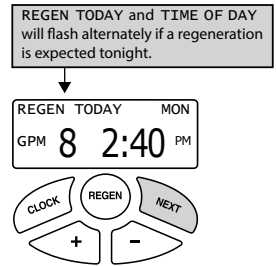 REGEN TODAY and TIME OF DAY
will flash alternately if a regeneration
is expected tonight.
REGEN TODAY MON
GPM 8 2:40 PM
CLOCK REGEN NEXT
+ -